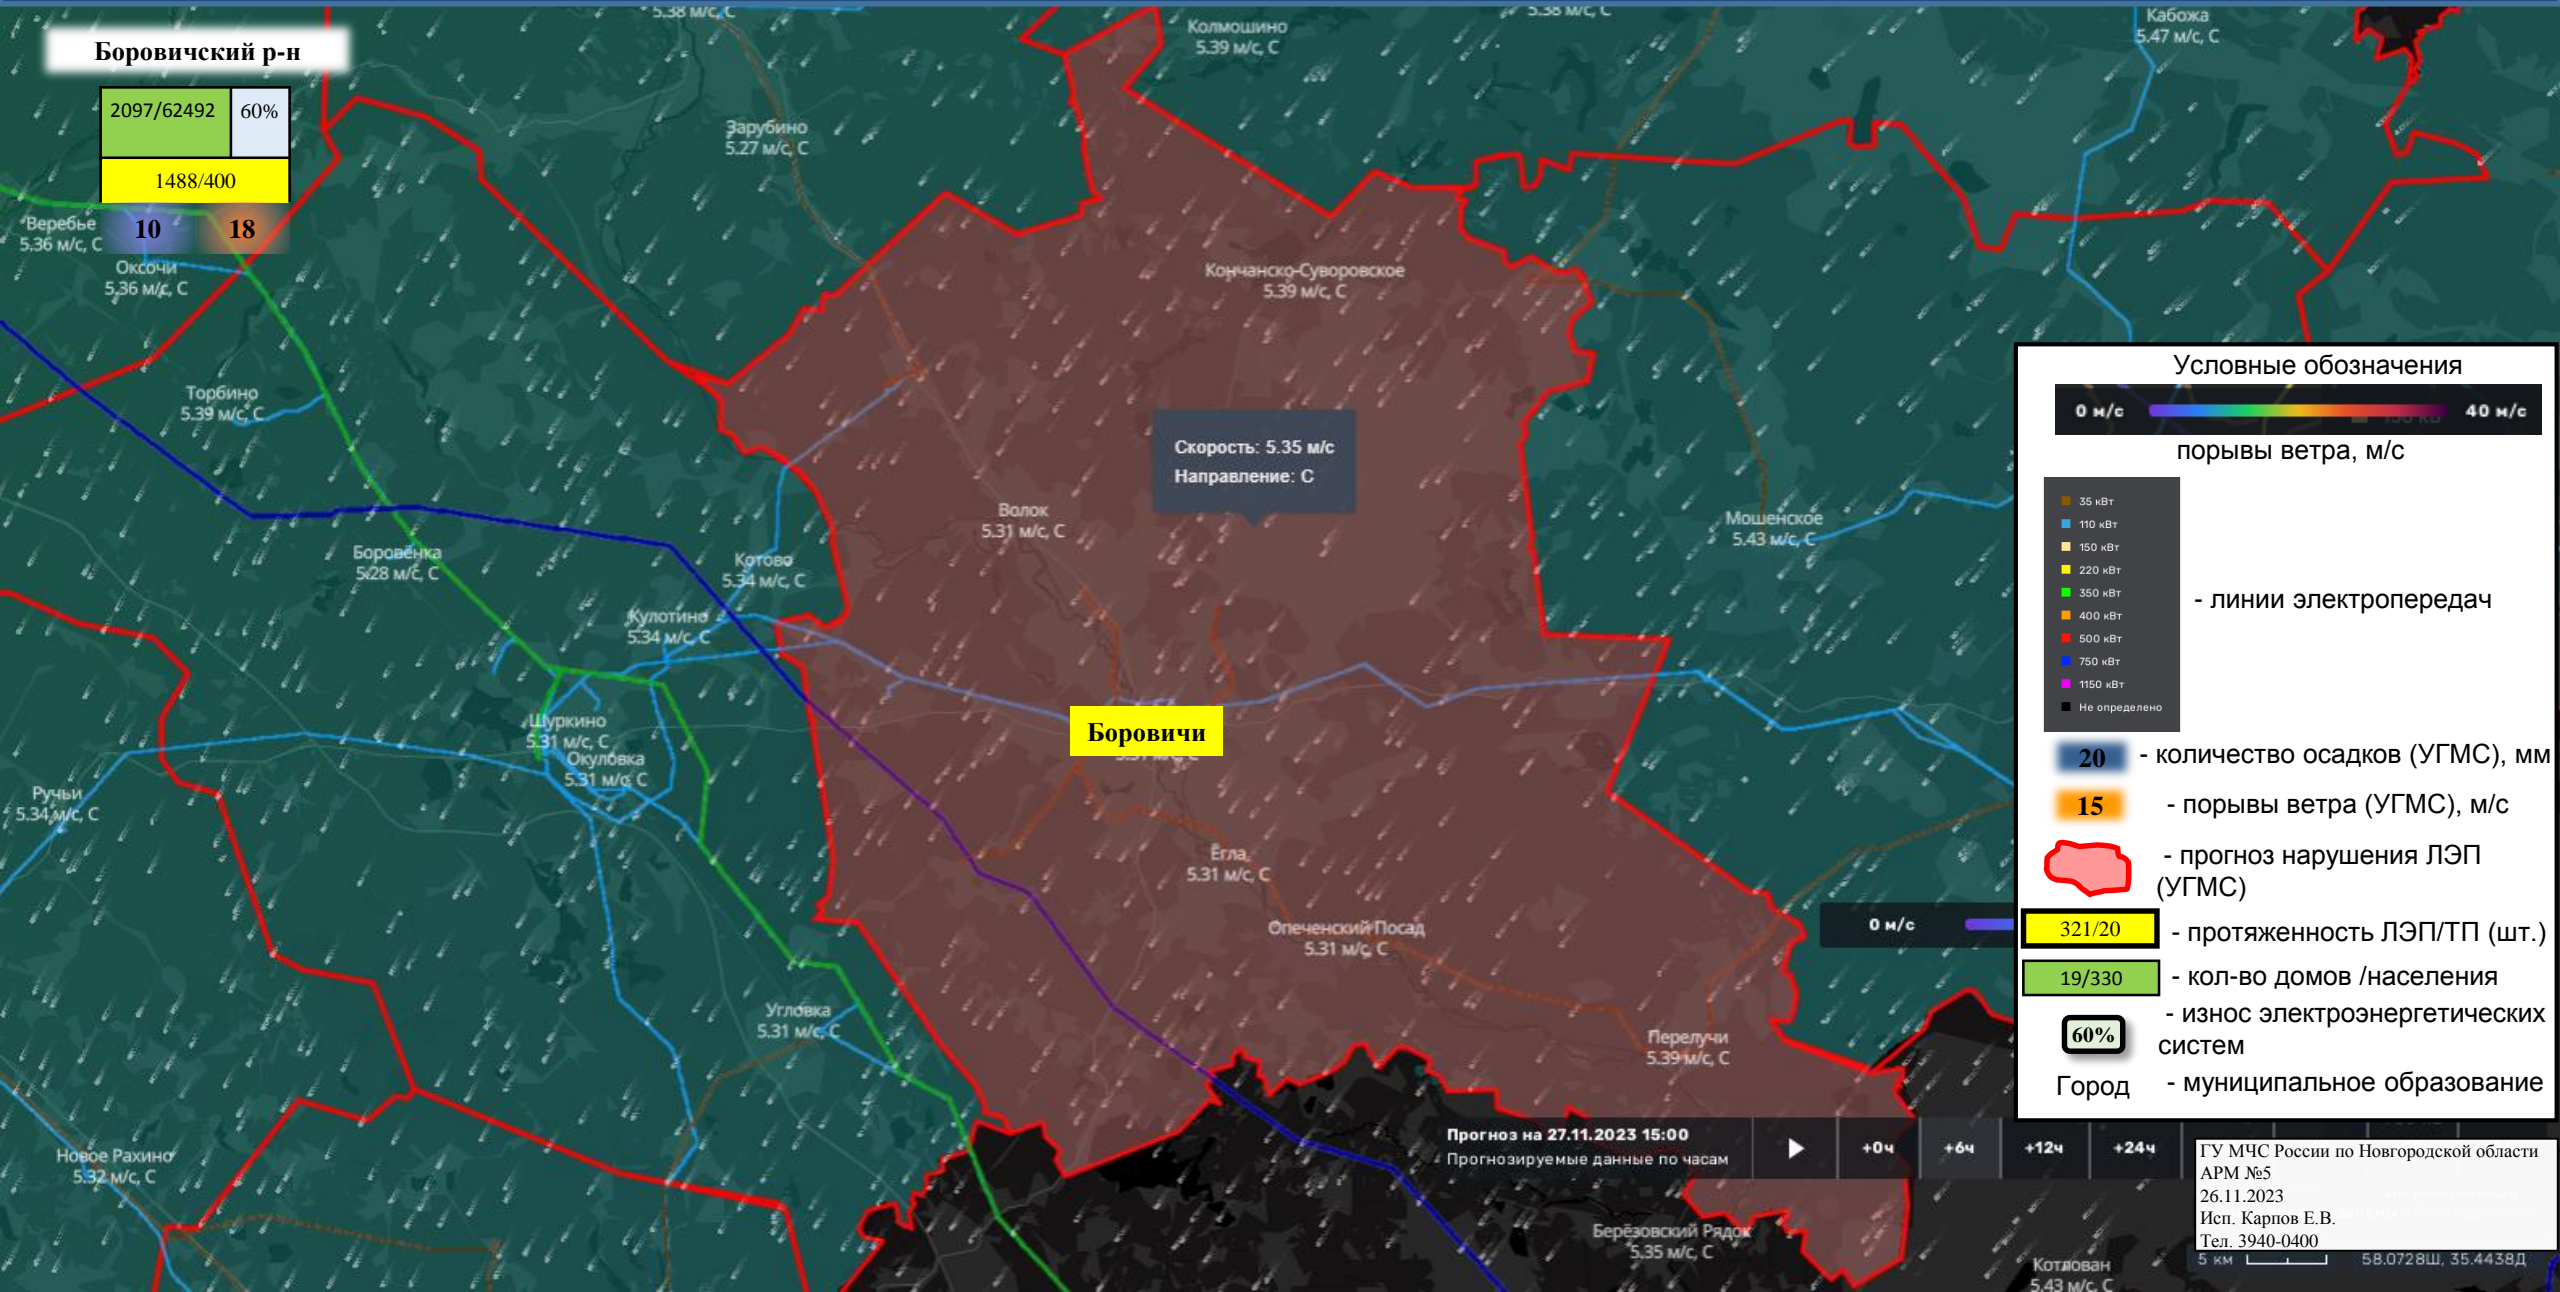 5.38 м/с, С
5.38 м/с, С
Колмошино
5.39 м/с, С
Кабожа
5.47 м/с, С
Боровичский р-н
2097/62492
60%
1488/400
10
18
Зарубино
5.27 м/с, С
Веребье
5.36 м/с, С
Оксочи
5.36 м/с, С
Кончанско-Суворовское
5.39 м/с, С
Торбино
5.39 м/с, С
Скорость: 5.35 м/с
Направление: С
Волок
5.31 м/с, С
Мошенское
5.43 м/с, С
Боровёнка
5.28 м/с, С
Котово
5.34 м/с, С
Кулотино
5.34 м/с, С
Шуркино
5.31 м/с, С
Окуловка
5.31 м/с, С
Боровичи
Ручьи
5.34 м/с, С
Ёгла
5.31 м/с, С
Опеченский Посад
5.31 м/с, С
0 м/с
Угловка
5.31 м/с, С
Перелучи
5.39 м/с, С
Новое Рахино
5.32 м/с, С
Берёзовский Рядок
5.35 м/с, С
Котлован
5.43 м/с, С
Прогноз на 27.11.2023 15:00
Прогнозируемые данные по часам
+0ч
+6ч
+12ч
+24ч
Условные обозначения
0 м/с
40 м/с
порывы ветра, м/с
35 кВт
110 кВт
150 кВт
220 кВт
350 кВт
400 кВт
500 кВт
750 кВт
1150 кВт
Не определено
- линии электропередач
20 - количество осадков (УГМС), мм
15 - порывы ветра (УГМС), м/с
- прогноз нарушения ЛЭП
(УГМС)
321/20 - протяженность ЛЭП/ТП (шт.)
19/330 - кол-во домов /населения
60% - износ электроэнергетических
систем
Город - муниципальное образование
ГУ МЧС России по Новгородской области
АРМ №5
26.11.2023
Исп. Карпов Е.В.
Тел. 3940-0400
5 км
58.0728Ш, 35.4438Д